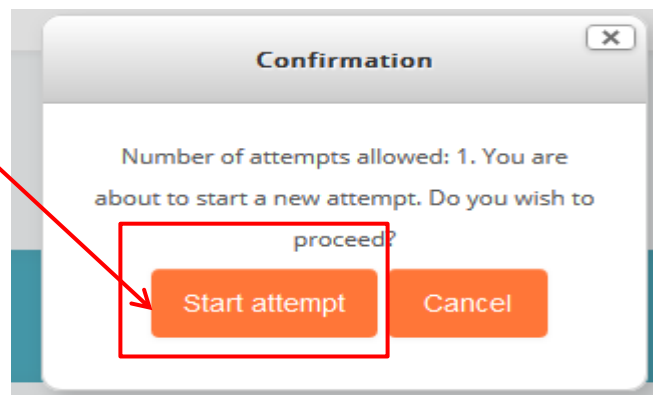 Confirmation
Number of attempts allowed: 1. You are
about to start a new attempt. Do you wish to
proceed?
Start attempt Cancel